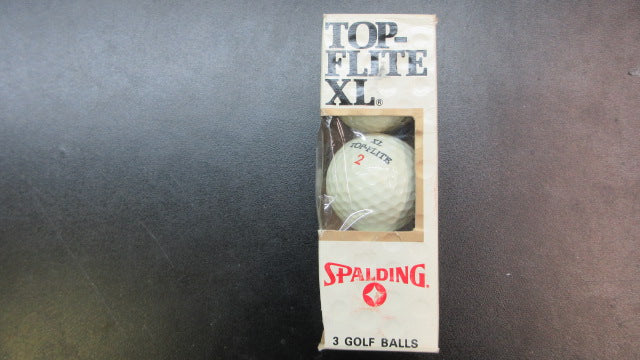 TOP-
FLITE
XL®
XL
TOP-FLITE
2
SPALDING®
3 GOLF BALLS